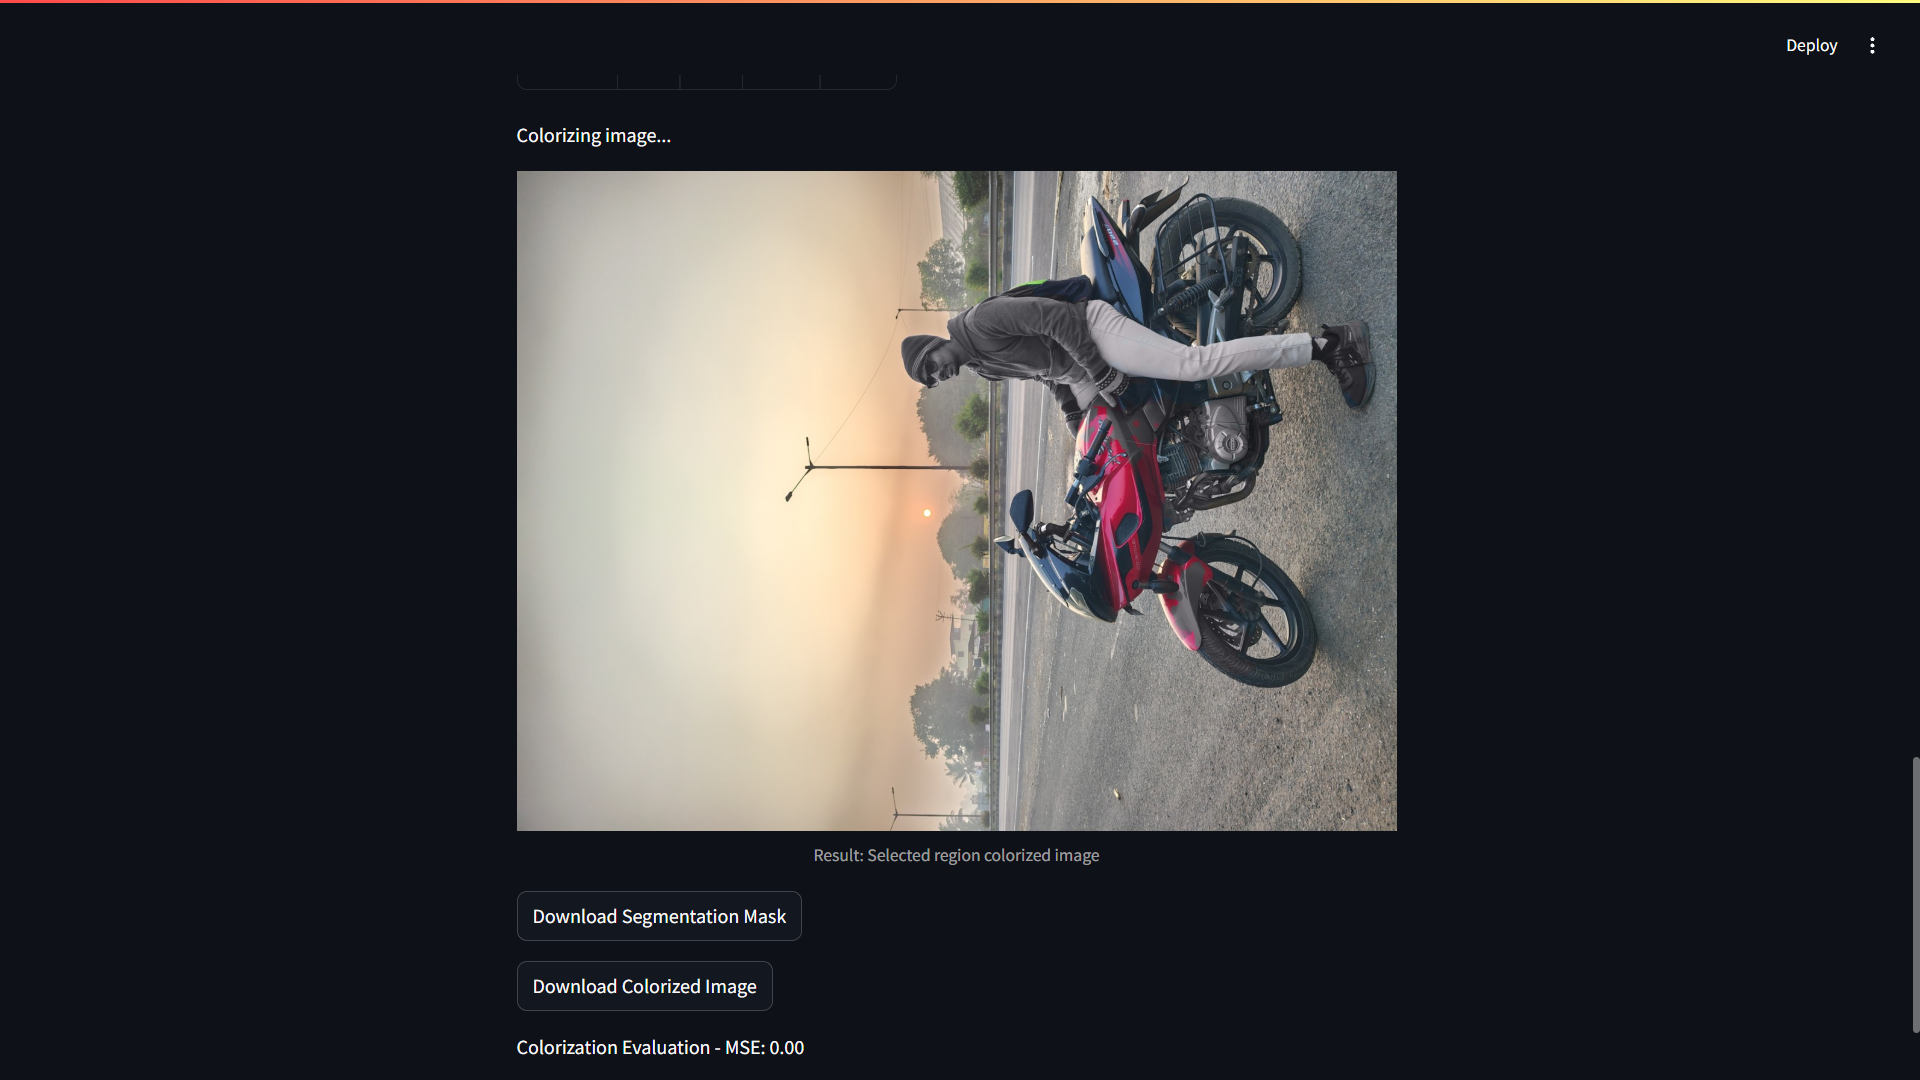 Deploy
Colorizing image...
Result: Selected region colorized image
Download Segmentation Mask
Download Colorized Image
Colorization Evaluation - MSE: 0.00